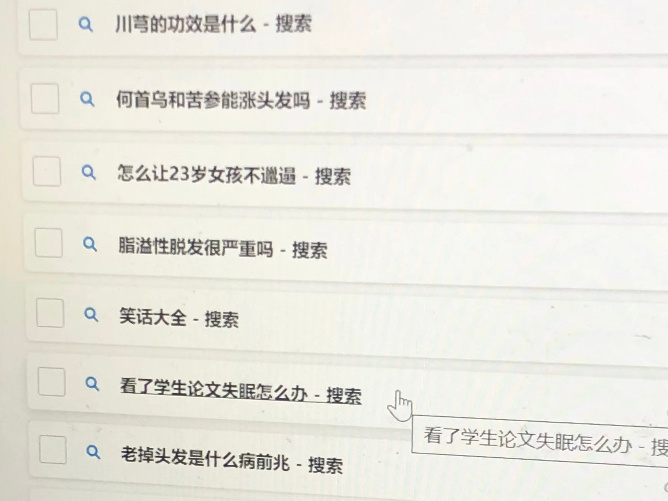 川芎的功效是什么 - 搜索
何首乌和苦参能涨头发吗 - 搜索
怎么让23岁女孩不邋遢 - 搜索
脂溢性脱发很严重吗 - 搜索
笑话大全 - 搜索
看了学生论文失眠怎么办 - 搜索
看了学生论文失眠怎么办 - 搜
老掉头发是什么病前兆 - 搜索